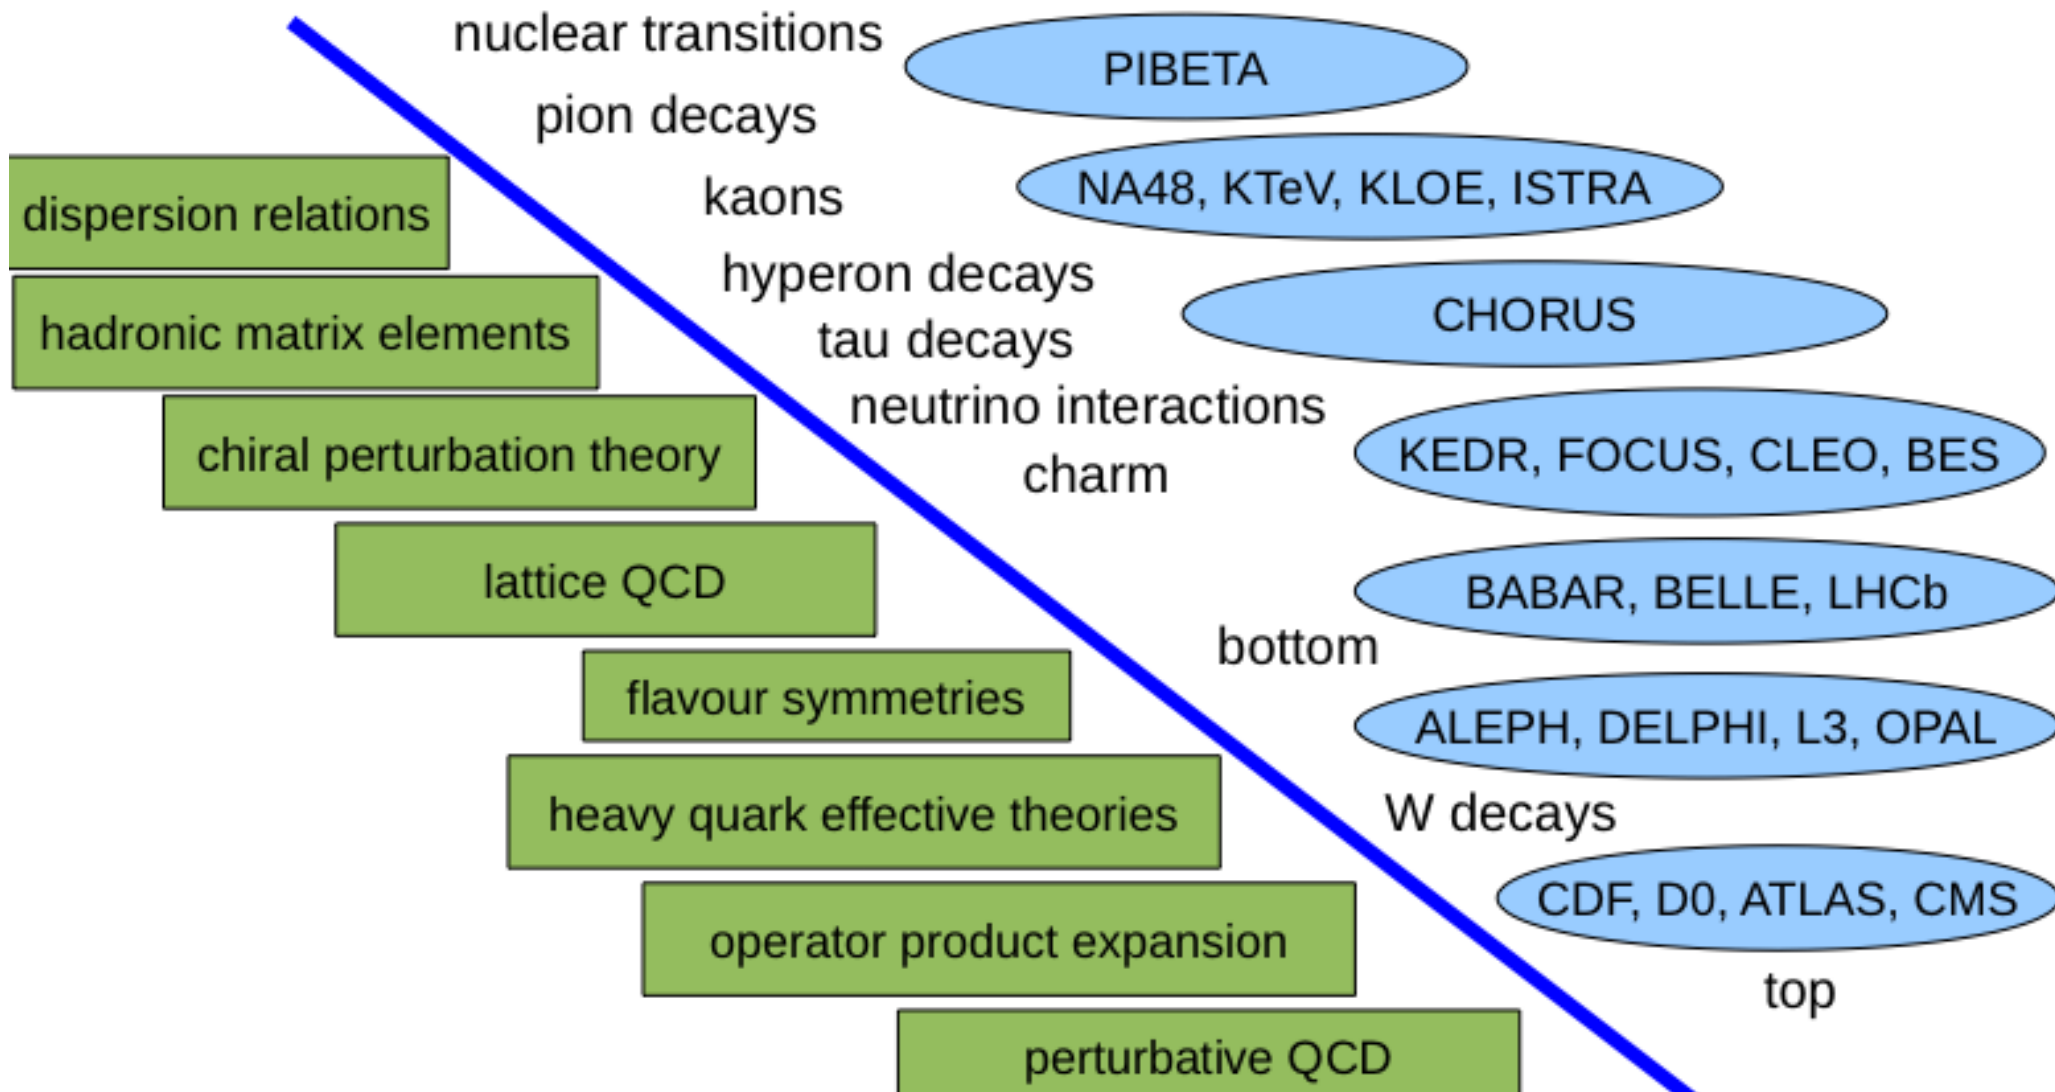 nuclear transitions
PIBETA
pion decays
NA48, KTeV, KLOE, ISTRA
kaons
dispersion relations
hyperon decays
CHORUS
hadronic matrix elements
tau decays
neutrino interactions
KEDR, FOCUS, CLEO, BES
chiral perturbation theory
charm
lattice QCD
BABAR, BELLE, LHCb
bottom
flavour symmetries
ALEPH, DELPHI, L3, OPAL
heavy quark effective theories
W decays
CDF, D0, ATLAS, CMS
operator product expansion
top
perturbative QCD